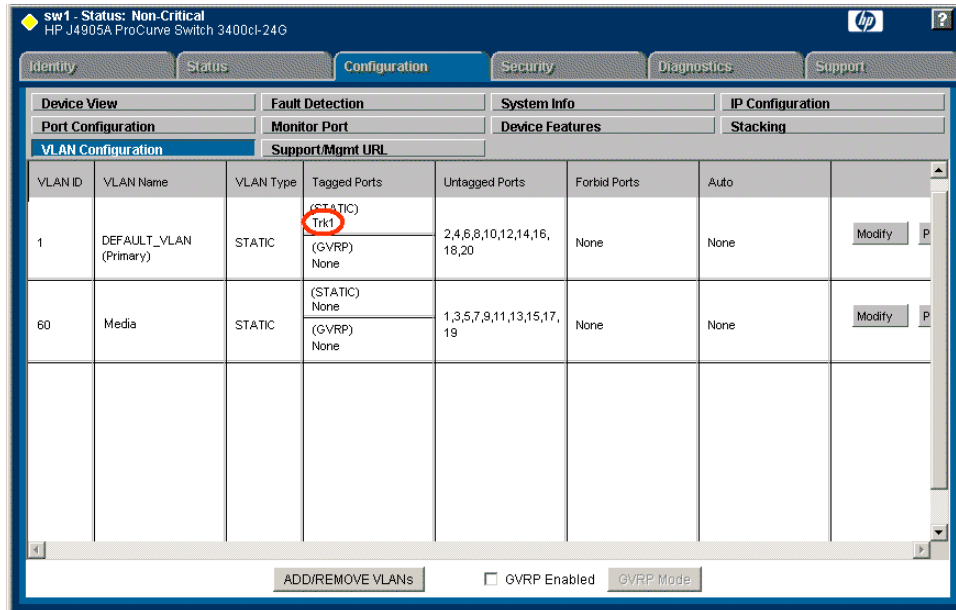 sw1 - Status: Non-Critical
HP J4905A ProCurve Switch 3400cl-24G
hp
?
Identity
Status
Configuration
Security
Diagnostics
Support
Device View
Fault Detection
System Info
IP Configuration
Port Configuration
Monitor Port
Device Features
Stacking
VLAN Configuration
Support/Mgmt URL
VLAN ID
VLAN Name
VLAN Type
Tagged Ports
Untagged Ports
Forbid Ports
Auto
1
DEFAULT_VLAN
(Primary)
STATIC
(STATIC)
Trk1
(GVRP)
None
2,4,6,8,10,12,14,16,
18,20
None
None
Modify
P
60
Media
STATIC
(STATIC)
None
(GVRP)
None
1,3,5,7,9,11,13,15,17,
19
None
None
Modify
P
ADD/REMOVE VLANs
GVRP Enabled
GVRP Mode